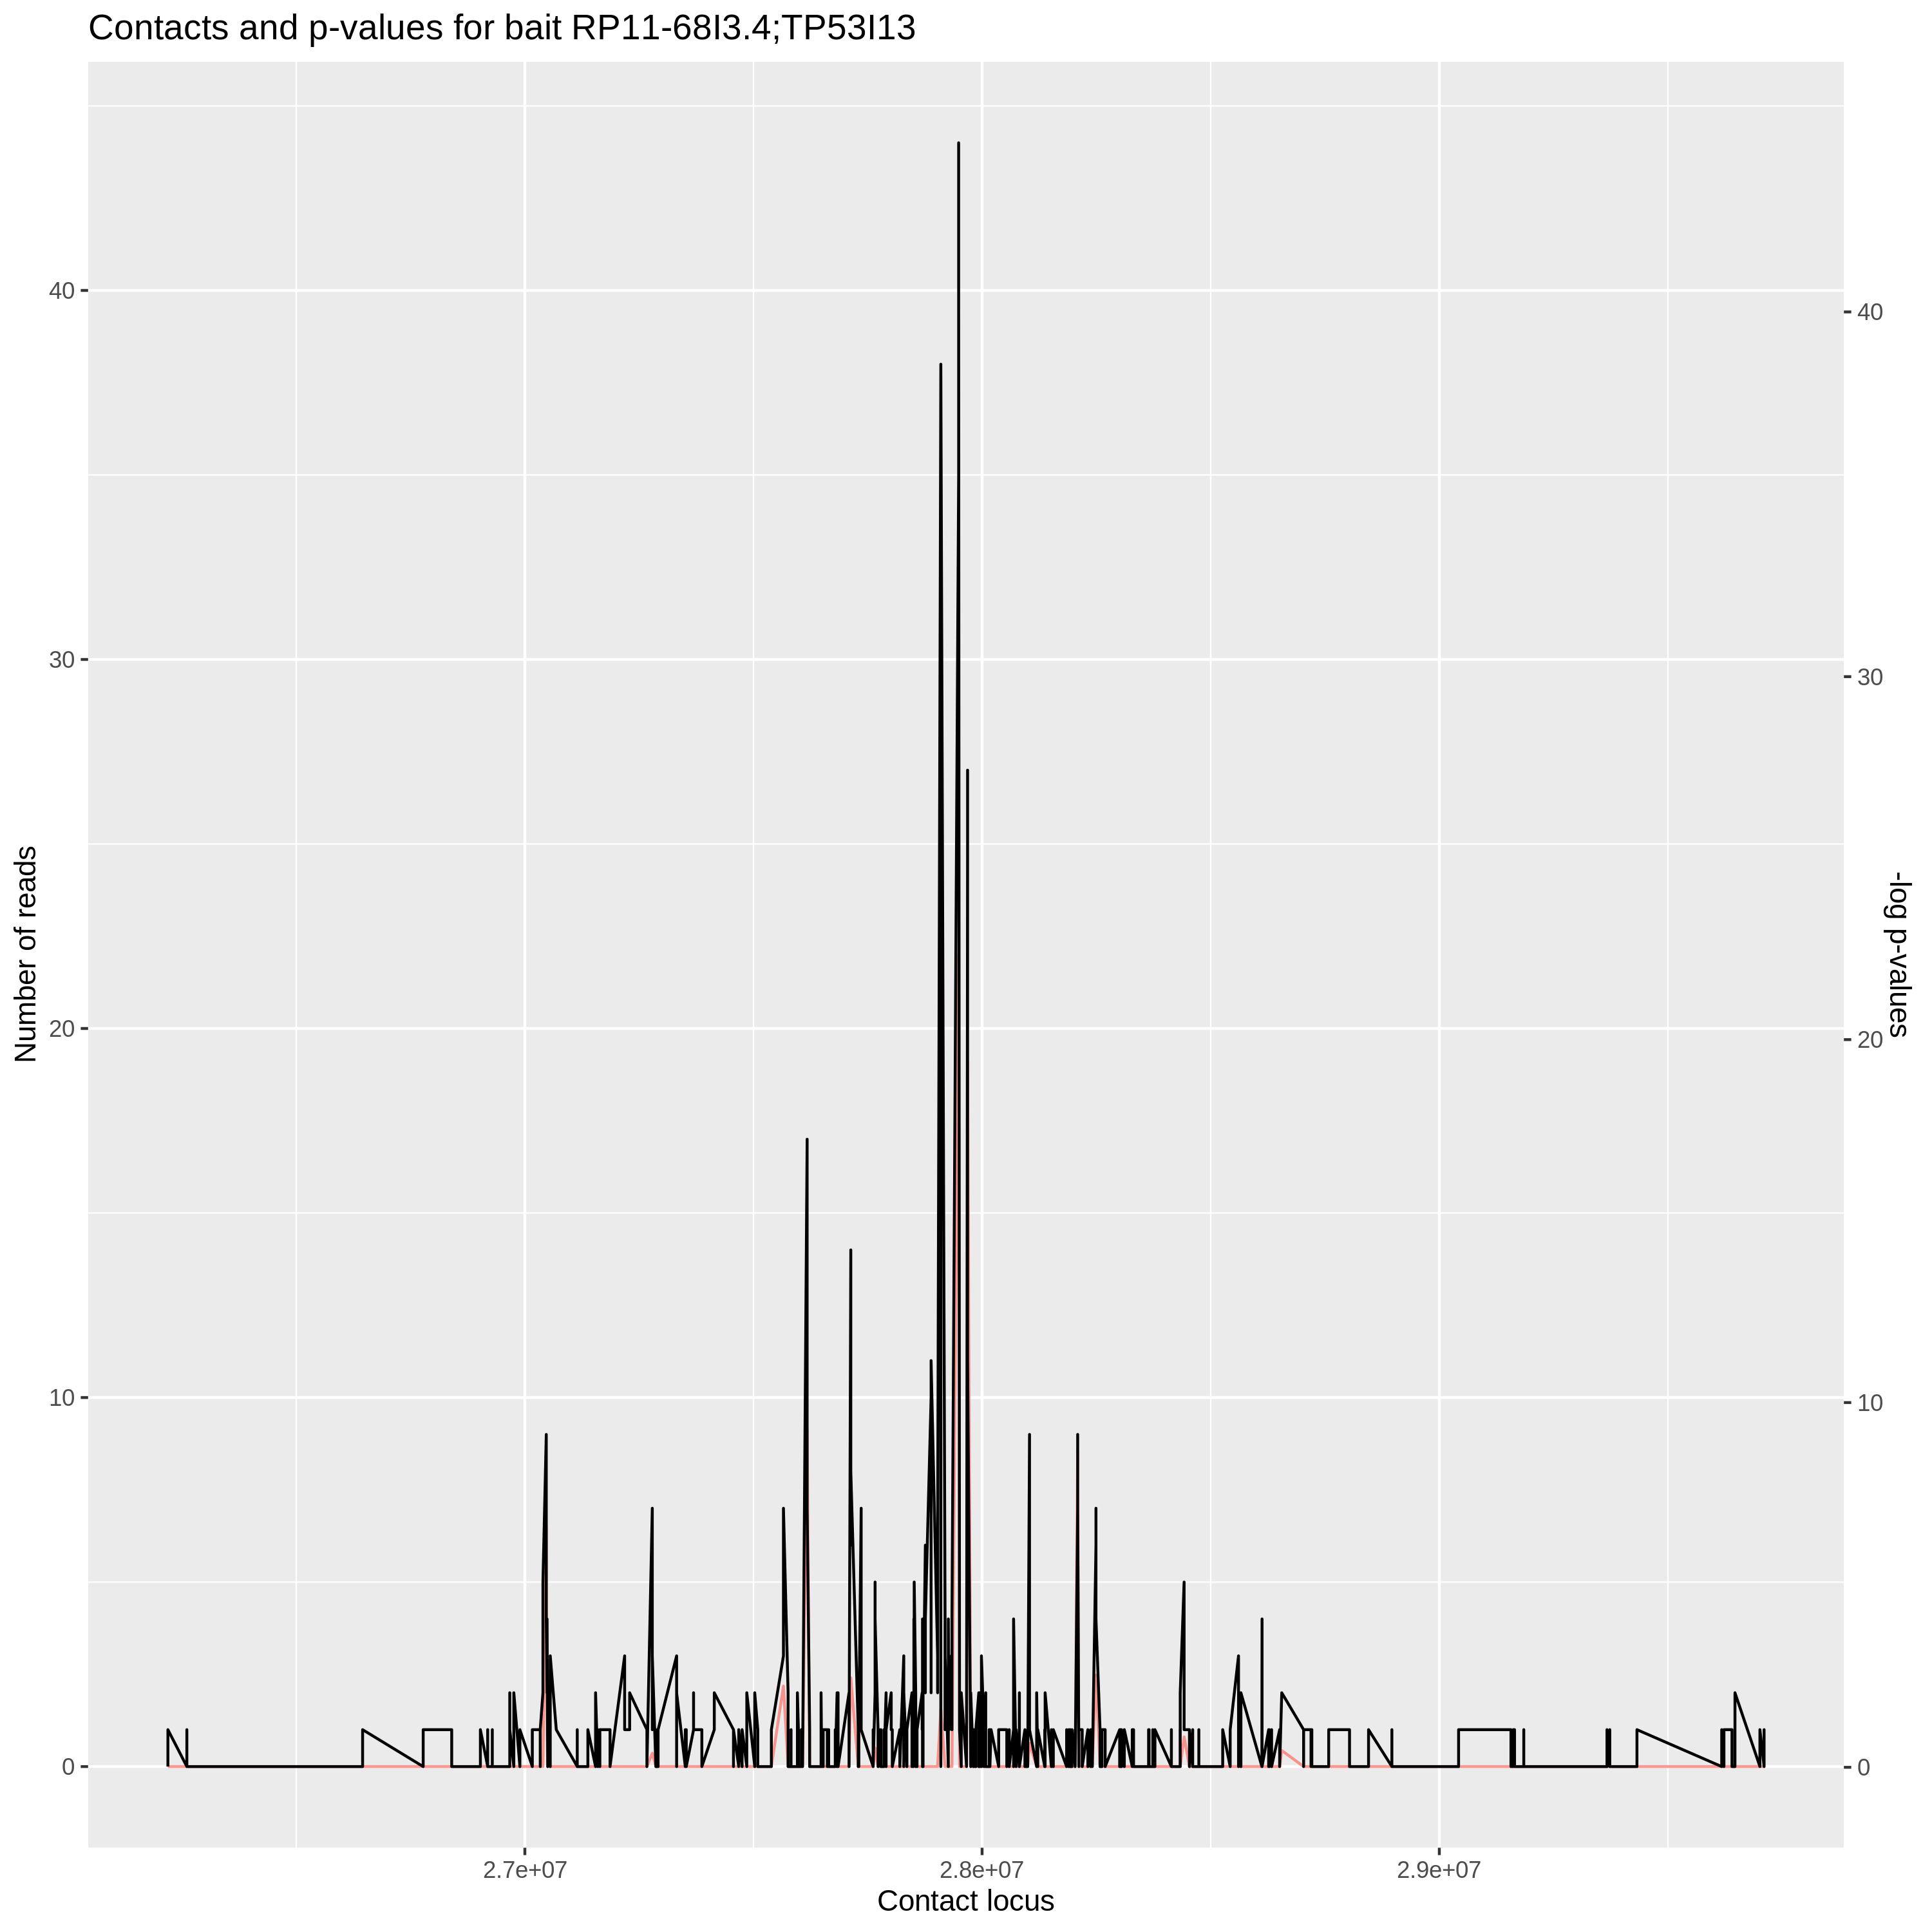 Contacts and p-values for bait RP11-68I3.4;TP53I13
Number of reads
40
30
20
10
0
40
30
20
10
0
-log p-values
2.7e+07 2.8e+07 2.9e+07
Contact locus